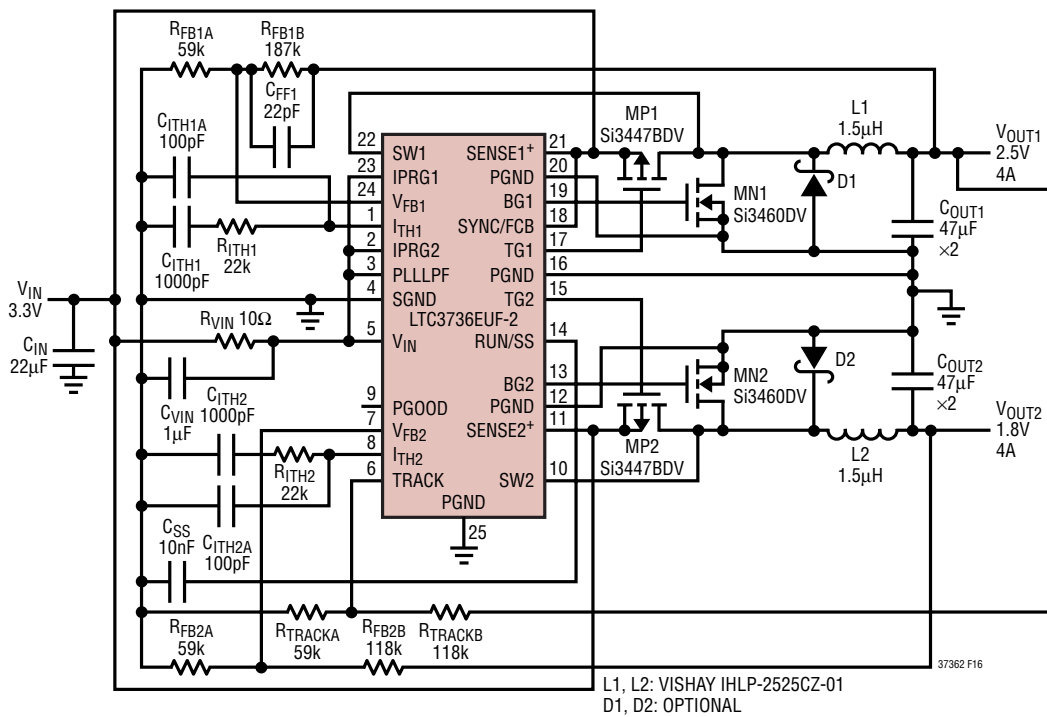 RFB1A
59k
RFB1B
187k
CFF1
22pF
CITH1A
100pF
CITH1
1000pF
RITH1
22k
VIN
3.3V
CIN
22µF
RVIN 10Ω
CVIN
1µF
CITH2
1000pF
RITH2
22k
CITH2A
100pF
CSS
10nF
RFB2A
59k
RTRACKA
59k
RFB2B
118k
RTRACKB
118k
22
23
24
1
2
3
4
5
9
7
8
6
SW1
IPRG1
VFB1
ITH1
IPRG2
PLLLPF
SGND
LTC3736EUF-2
VIN
PGOOD
VFB2
ITH2
TRACK
PGND
25
SENSE1+
PGND
BG1
SYNC/FCB
TG1
PGND
TG2
RUN/SS
BG2
PGND
SENSE2+
SW2
21
20
19
18
17
16
15
14
13
12
11
10
MP1
Si3447BDV
MN1
Si3460DV
D1
L1
1.5µH
VOUT1
2.5V
4A
COUT1
47µF
×2
MN2
Si3460DV
MP2
Si3447BDV
D2
L2
1.5µH
COUT2
47µF
×2
VOUT2
1.8V
4A
37362 F16
L1, L2: VISHAY IHLP-2525CZ-01
D1, D2: OPTIONAL